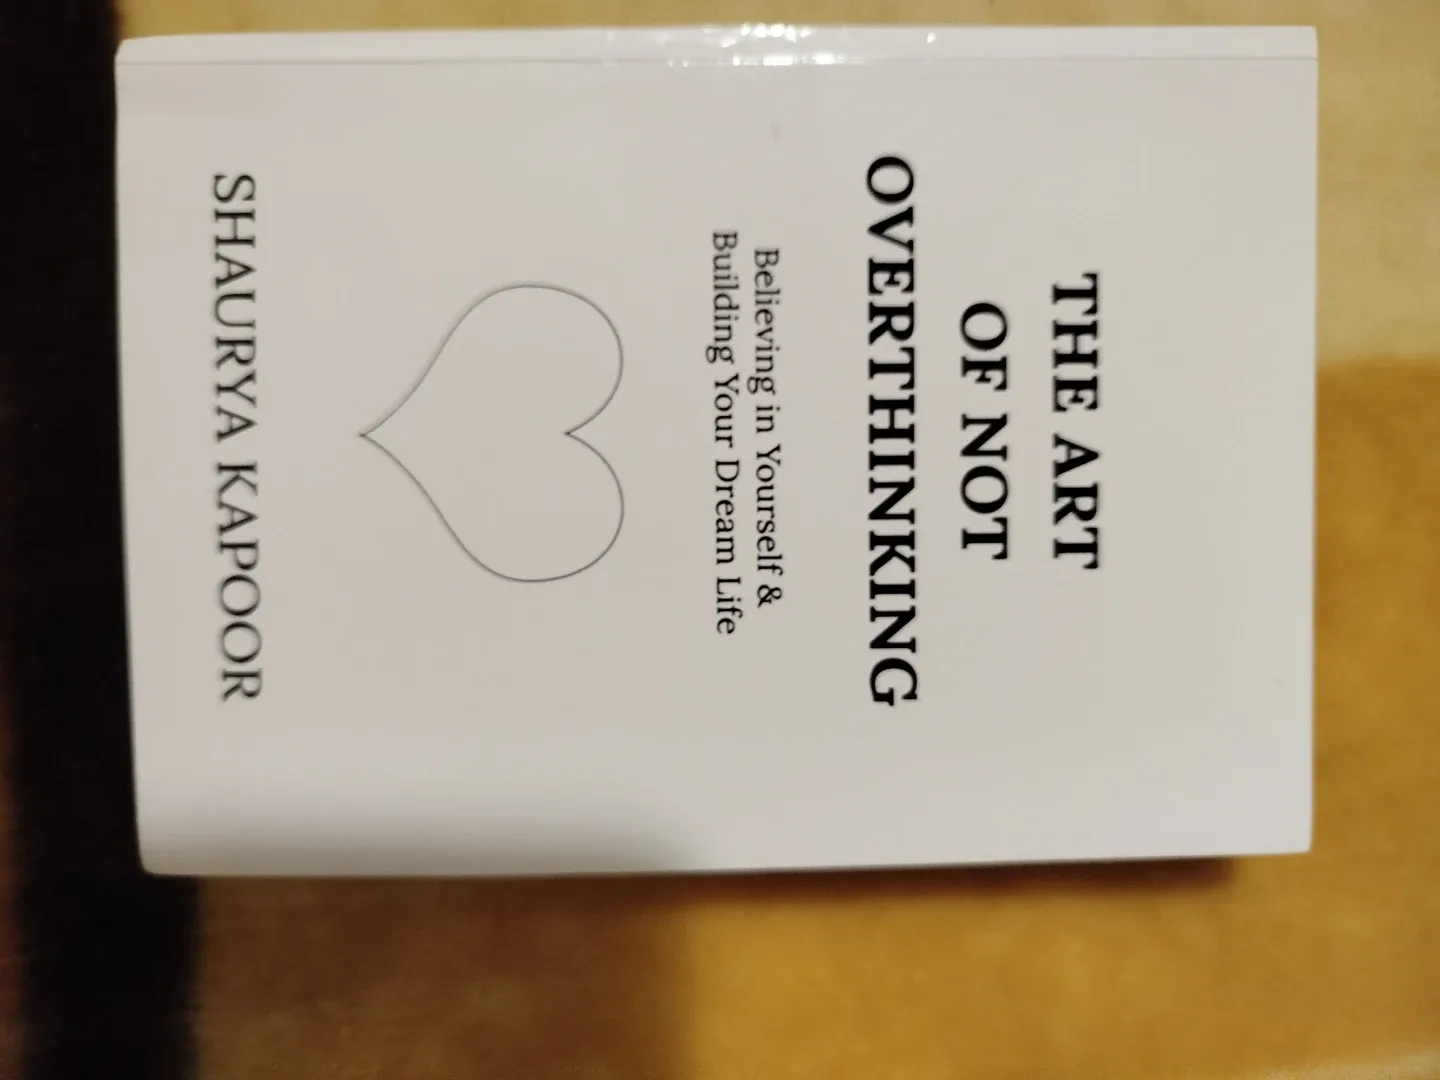 THE ART
OF NOT
OVERTHINKING
Believing in Yourself &
Building Your Dream Life
SHAURYA KAPOOR